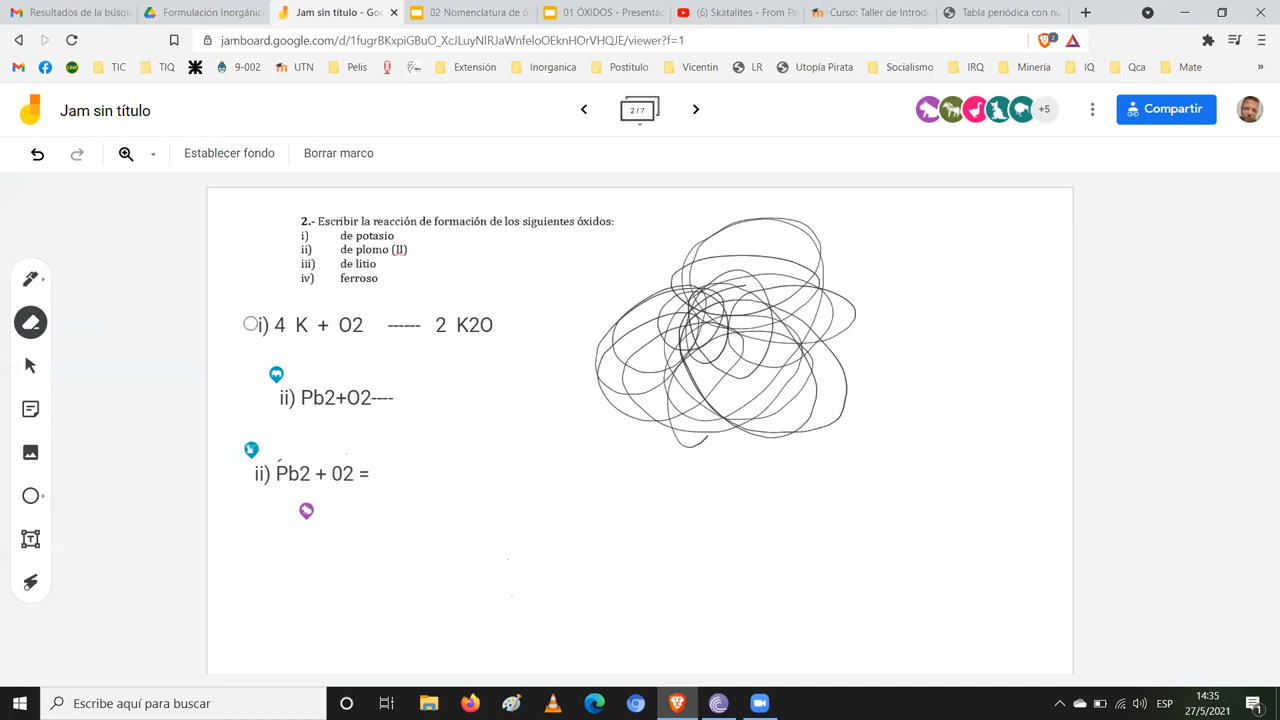 Resultados de la búsqu
Formulación Inorgánic
Jam sin título - Go
02 Nomenclatura de ó
01 ÓXIDOS - Presentac
(6) Skatalites - From Pa
Curso: Taller de Introdu
Tabla periódica con nú
jamboard.google.com/d/1fugrBKxpiGBuO_XcJLuyNlRJaWnfeloOEknHOrVHQJE/viewer?f=1
2
Gmail
TIC
TIQ
9-002
UTN
Pelis
Extensión
Inorganica
Postitulo
Vicentin
LR
Utopía Pirata
Socialismo
IRQ
Minería
IQ
Qca
Mate
»
Jam sin título
2 / 7
+5
Compartir
Establecer fondo
Borrar marco
2.- Escribir la reacción de formación de los siguientes óxidos:
i) de potasio
ii) de plomo (II)
iii) de litio
iv) ferroso
i) 4 K + O2 ------ 2 K2O
ii) Pb2+O2----
ii) Pb2 + 02 =
Escribe aquí para buscar
ESP
14:35
27/5/2021